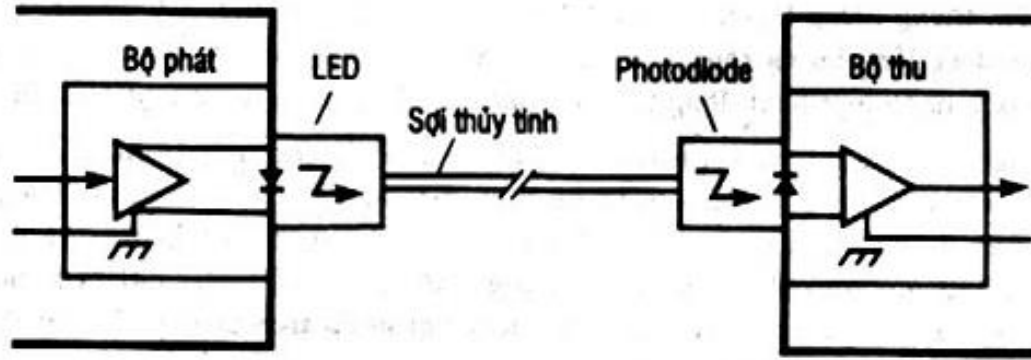 Bộ phát
LED
Sợi thủy tinh
Photodiode
Bộ thu